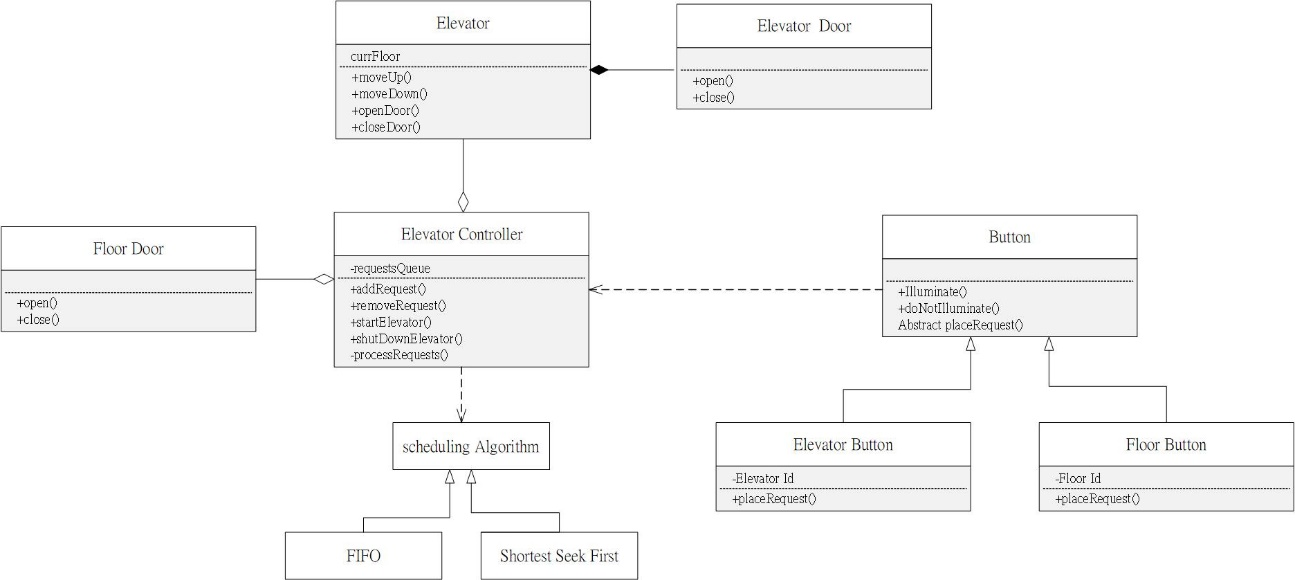 Elevator
currFloor
+moveUp()
+moveDown()
+openDoor()
+closeDoor()
Elevator Door
+open()
+close()
Floor Door
+open()
+close()
Elevator Controller
-requestsQueue
+addRequest()
+removeRequest()
+startElevator()
+shutDownElevator()
-processRequests()
Button
+Illuminate()
+doNotIlluminate()
Abstract placeRequest()
scheduling Algorithm
Elevator Button
-Elevator Id
+placeRequest()
Floor Button
-Floor Id
+placeRequest()
FIFO
Shortest Seek First